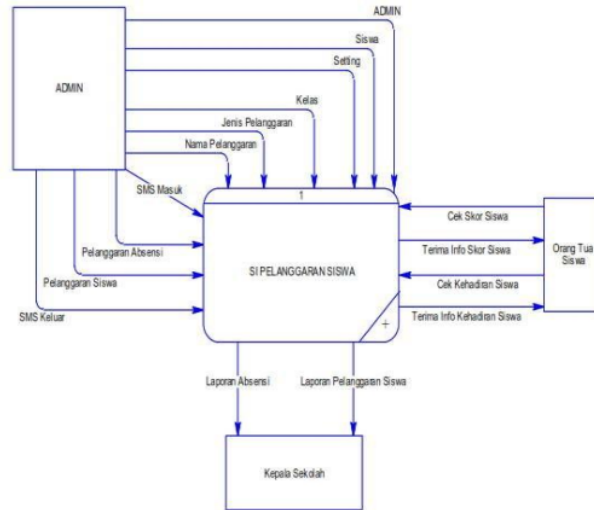 ADMIN
Siswa
Setting
ADMIN
Kelas
Jenis Pelanggaran
Nama Pelanggaran
SMS Masuk
1
Cek Skor Siswa
Pelanggaran Absensi
Terima Info Skor Siswa
Orang Tua
Siswa
SI PELANGGARAN SISWA
Pelanggaran Siswa
Cek Kehadiran Siswa
SMS Keluar
Terima Info Kehadiran Siswa
+
Laporan Absensi
Laporan Pelanggaran Siswa
Kepala Sekolah